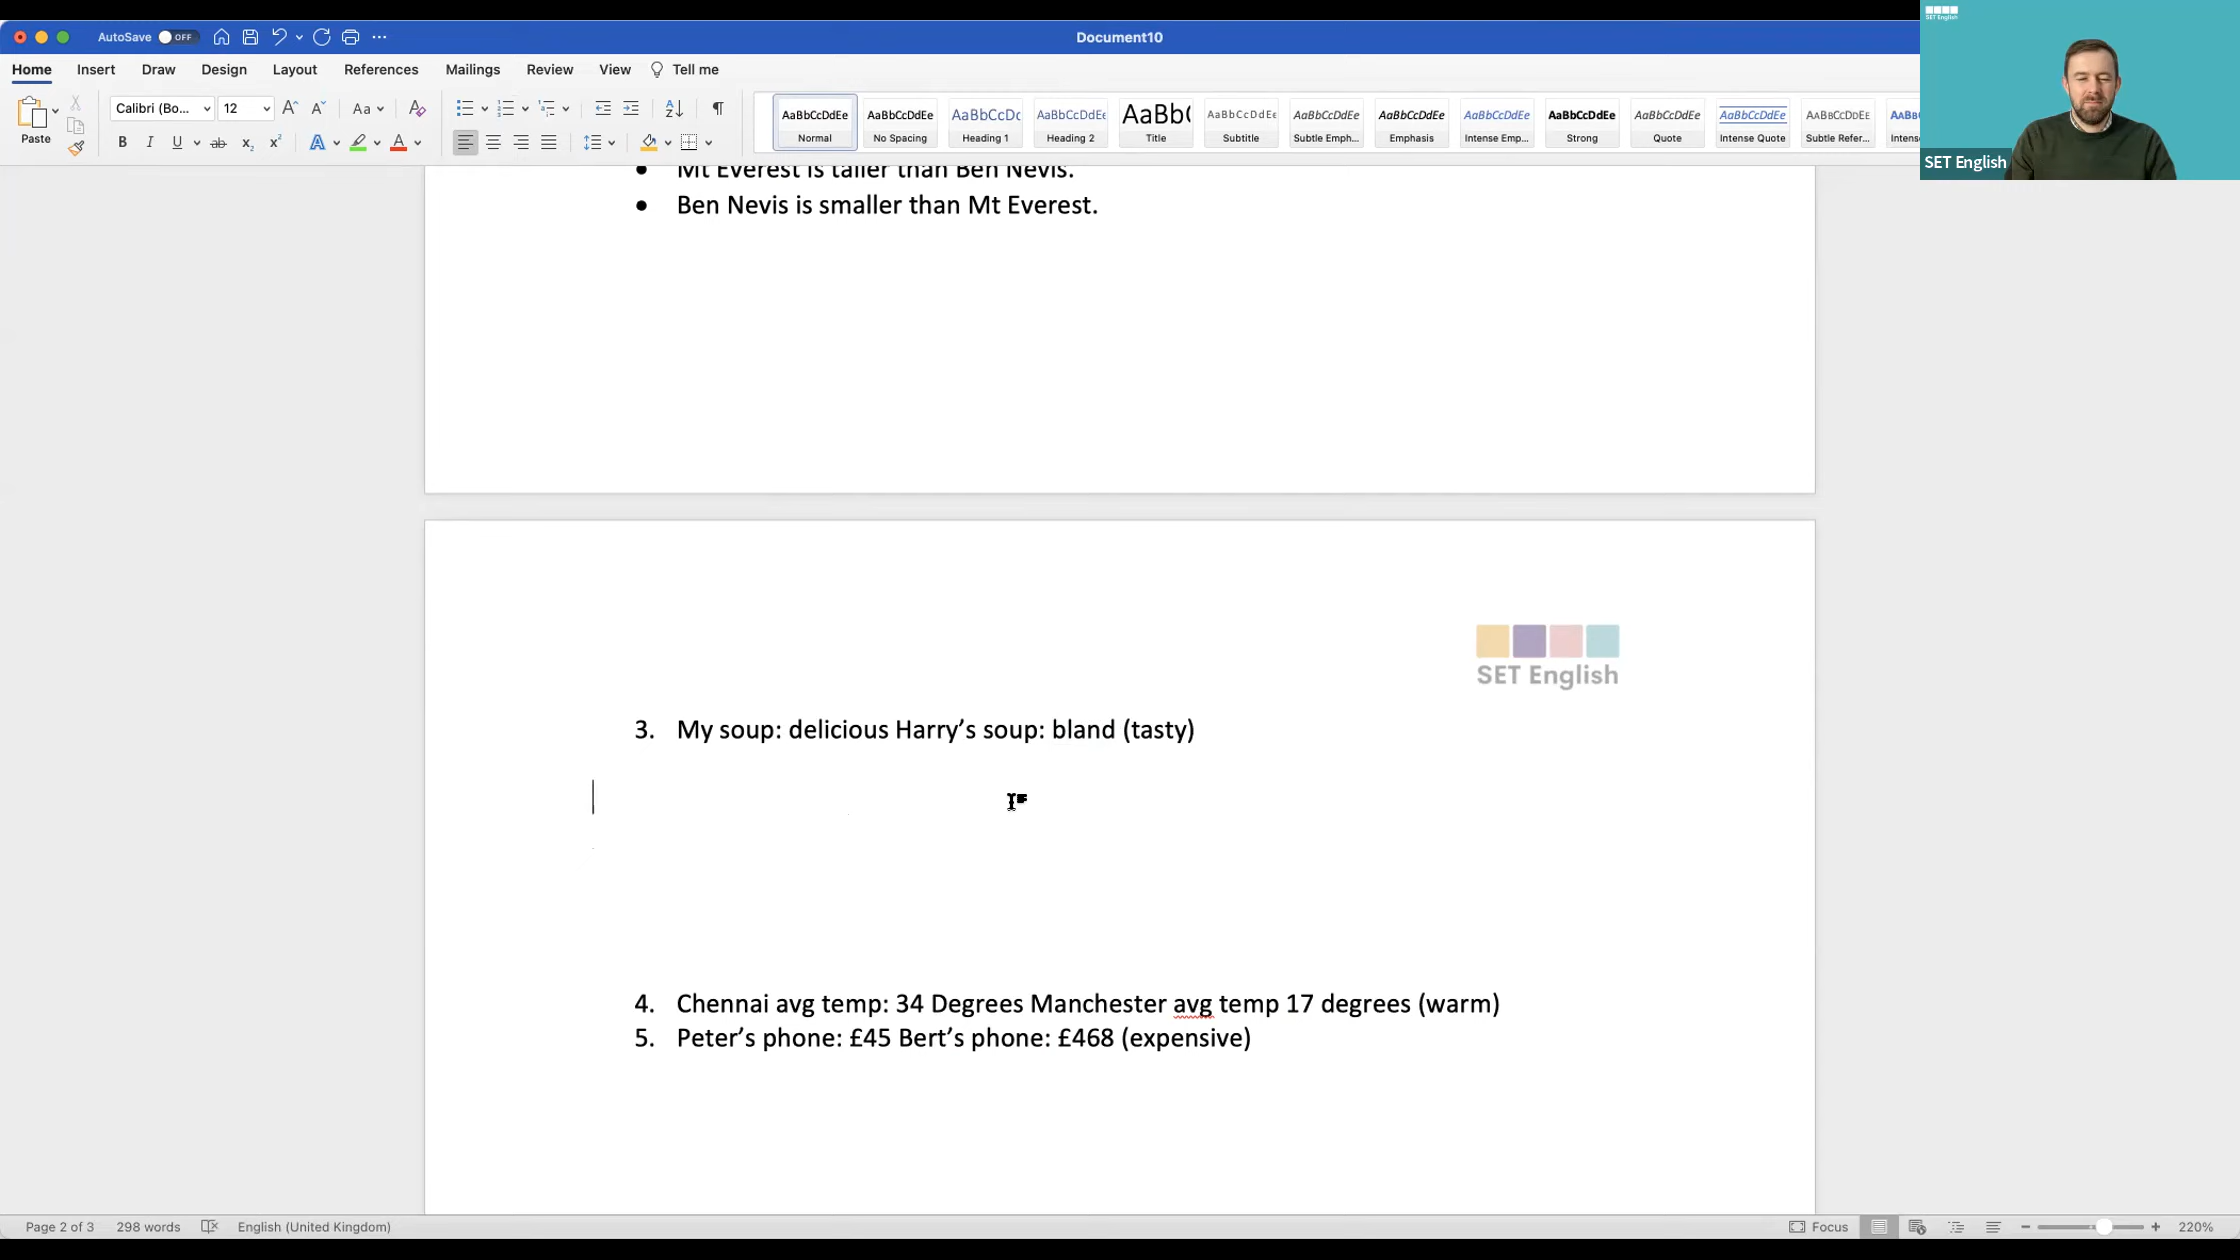 AutoSave OFF
Document10
SET English
Home Insert Draw Design Layout References Mailings Review View Tell me
Paste
Calibri (Bo... 12
AaBbCcDdEe Normal
AaBbCcDdEe No Spacing
AaBbCcDc Heading 1
AaBbCcDdEe Heading 2
AaBb( Title
AaBbCcDdEe Subtitle
AaBbCcDdEe Subtle Emph...
AaBbCcDdEe Emphasis
AaBbCcDdEe Intense Emp...
AaBbCcDdEe Strong
AaBbCcDdEe Quote
AaBbCcDdEe Intense Quote
AaBbCcDdEe Subtle Refer...
AaBb Intens
SET English
• Mt Everest is taller than Ben Nevis.
• Ben Nevis is smaller than Mt Everest.
SET English
3. My soup: delicious Harry’s soup: bland (tasty)
4. Chennai avg temp: 34 Degrees Manchester avg temp 17 degrees (warm)
5. Peter’s phone: £45 Bert’s phone: £468 (expensive)
Page 2 of 3 298 words English (United Kingdom) Focus 220%